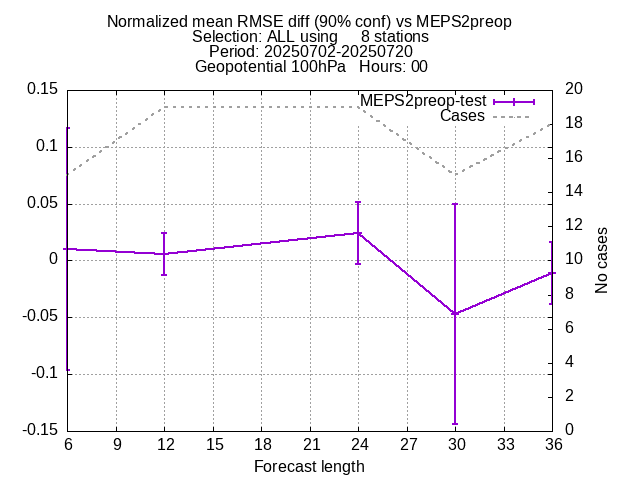 Normalized mean RMSE diff (90% conf) vs MEPS2preop
Selection: ALL using     8 stations
Period: 20250702-20250720
Geopotential 100hPa   Hours: 00
0.15
0.1
0.05
0
-0.05
-0.1
-0.15
MEPS2preop-test
Cases
20
18
16
14
12
10
8
6
4
2
0
No cases
6 9 12 15 18 21 24 27 30 33 36
Forecast length